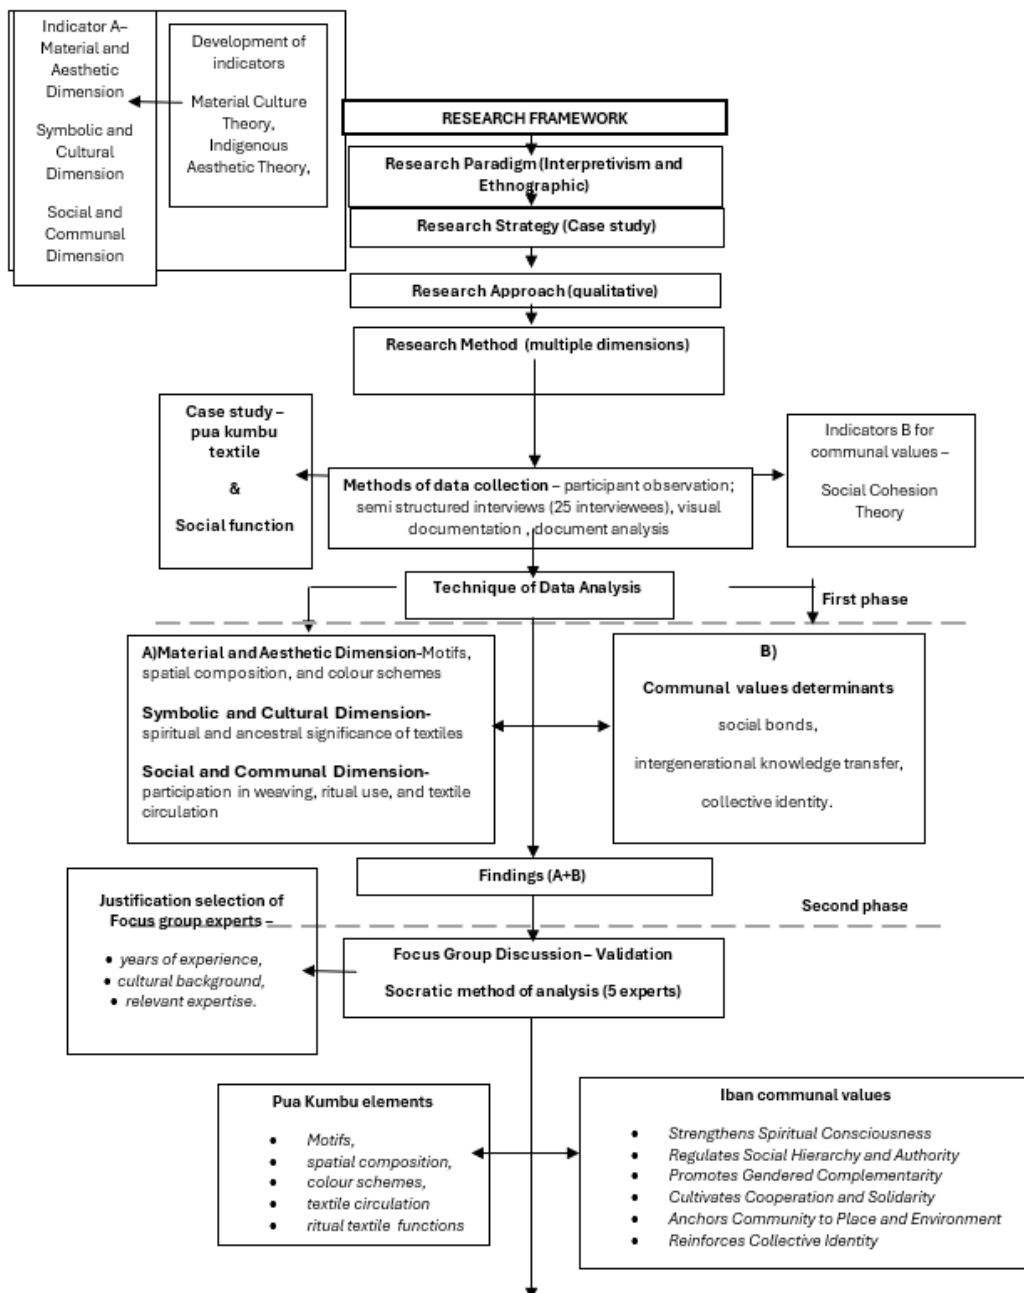 Indicator A–
Material and
Aesthetic
Dimension
Symbolic and
Cultural
Dimension
Social and
Communal
Dimension
Development of
indicators
Material Culture
Theory,
Indigenous
Aesthetic Theory,
RESEARCH FRAMEWORK
Research Paradigm (Interpretivism and
Ethnographic)
Research Strategy (Case study)
Research Approach (qualitative)
Research Method (multiple dimensions)
Case study –
pua kumbu
textile
&
Social function
Methods of data collection – participant observation;
semi structured interviews (25 interviewees), visual
documentation , document analysis
Indicators B for
communal values –
Social Cohesion
Theory
Technique of Data Analysis
First phase
A)Material and Aesthetic Dimension-Motifs,
spatial composition, and colour schemes
Symbolic and Cultural Dimension-
spiritual and ancestral significance of textiles
Social and Communal Dimension-
participation in weaving, ritual use, and textile
circulation
B)
Communal values determinants
social bonds,
intergenerational knowledge transfer,
collective identity.
Findings (A+B)
Second phase
Justification selection of
Focus group experts –
• years of experience,
• cultural background,
• relevant expertise.
Focus Group Discussion – Validation
Socratic method of analysis (5 experts)
Pua Kumbu elements
• Motifs,
• spatial composition,
• colour schemes,
• textile circulation
• ritual textile functions
Iban communal values
• Strengthens Spiritual Consciousness
• Regulates Social Hierarchy and Authority
• Promotes Gendered Complementarity
• Cultivates Cooperation and Solidarity
• Anchors Community to Place and Environment
• Reinforces Collective Identity